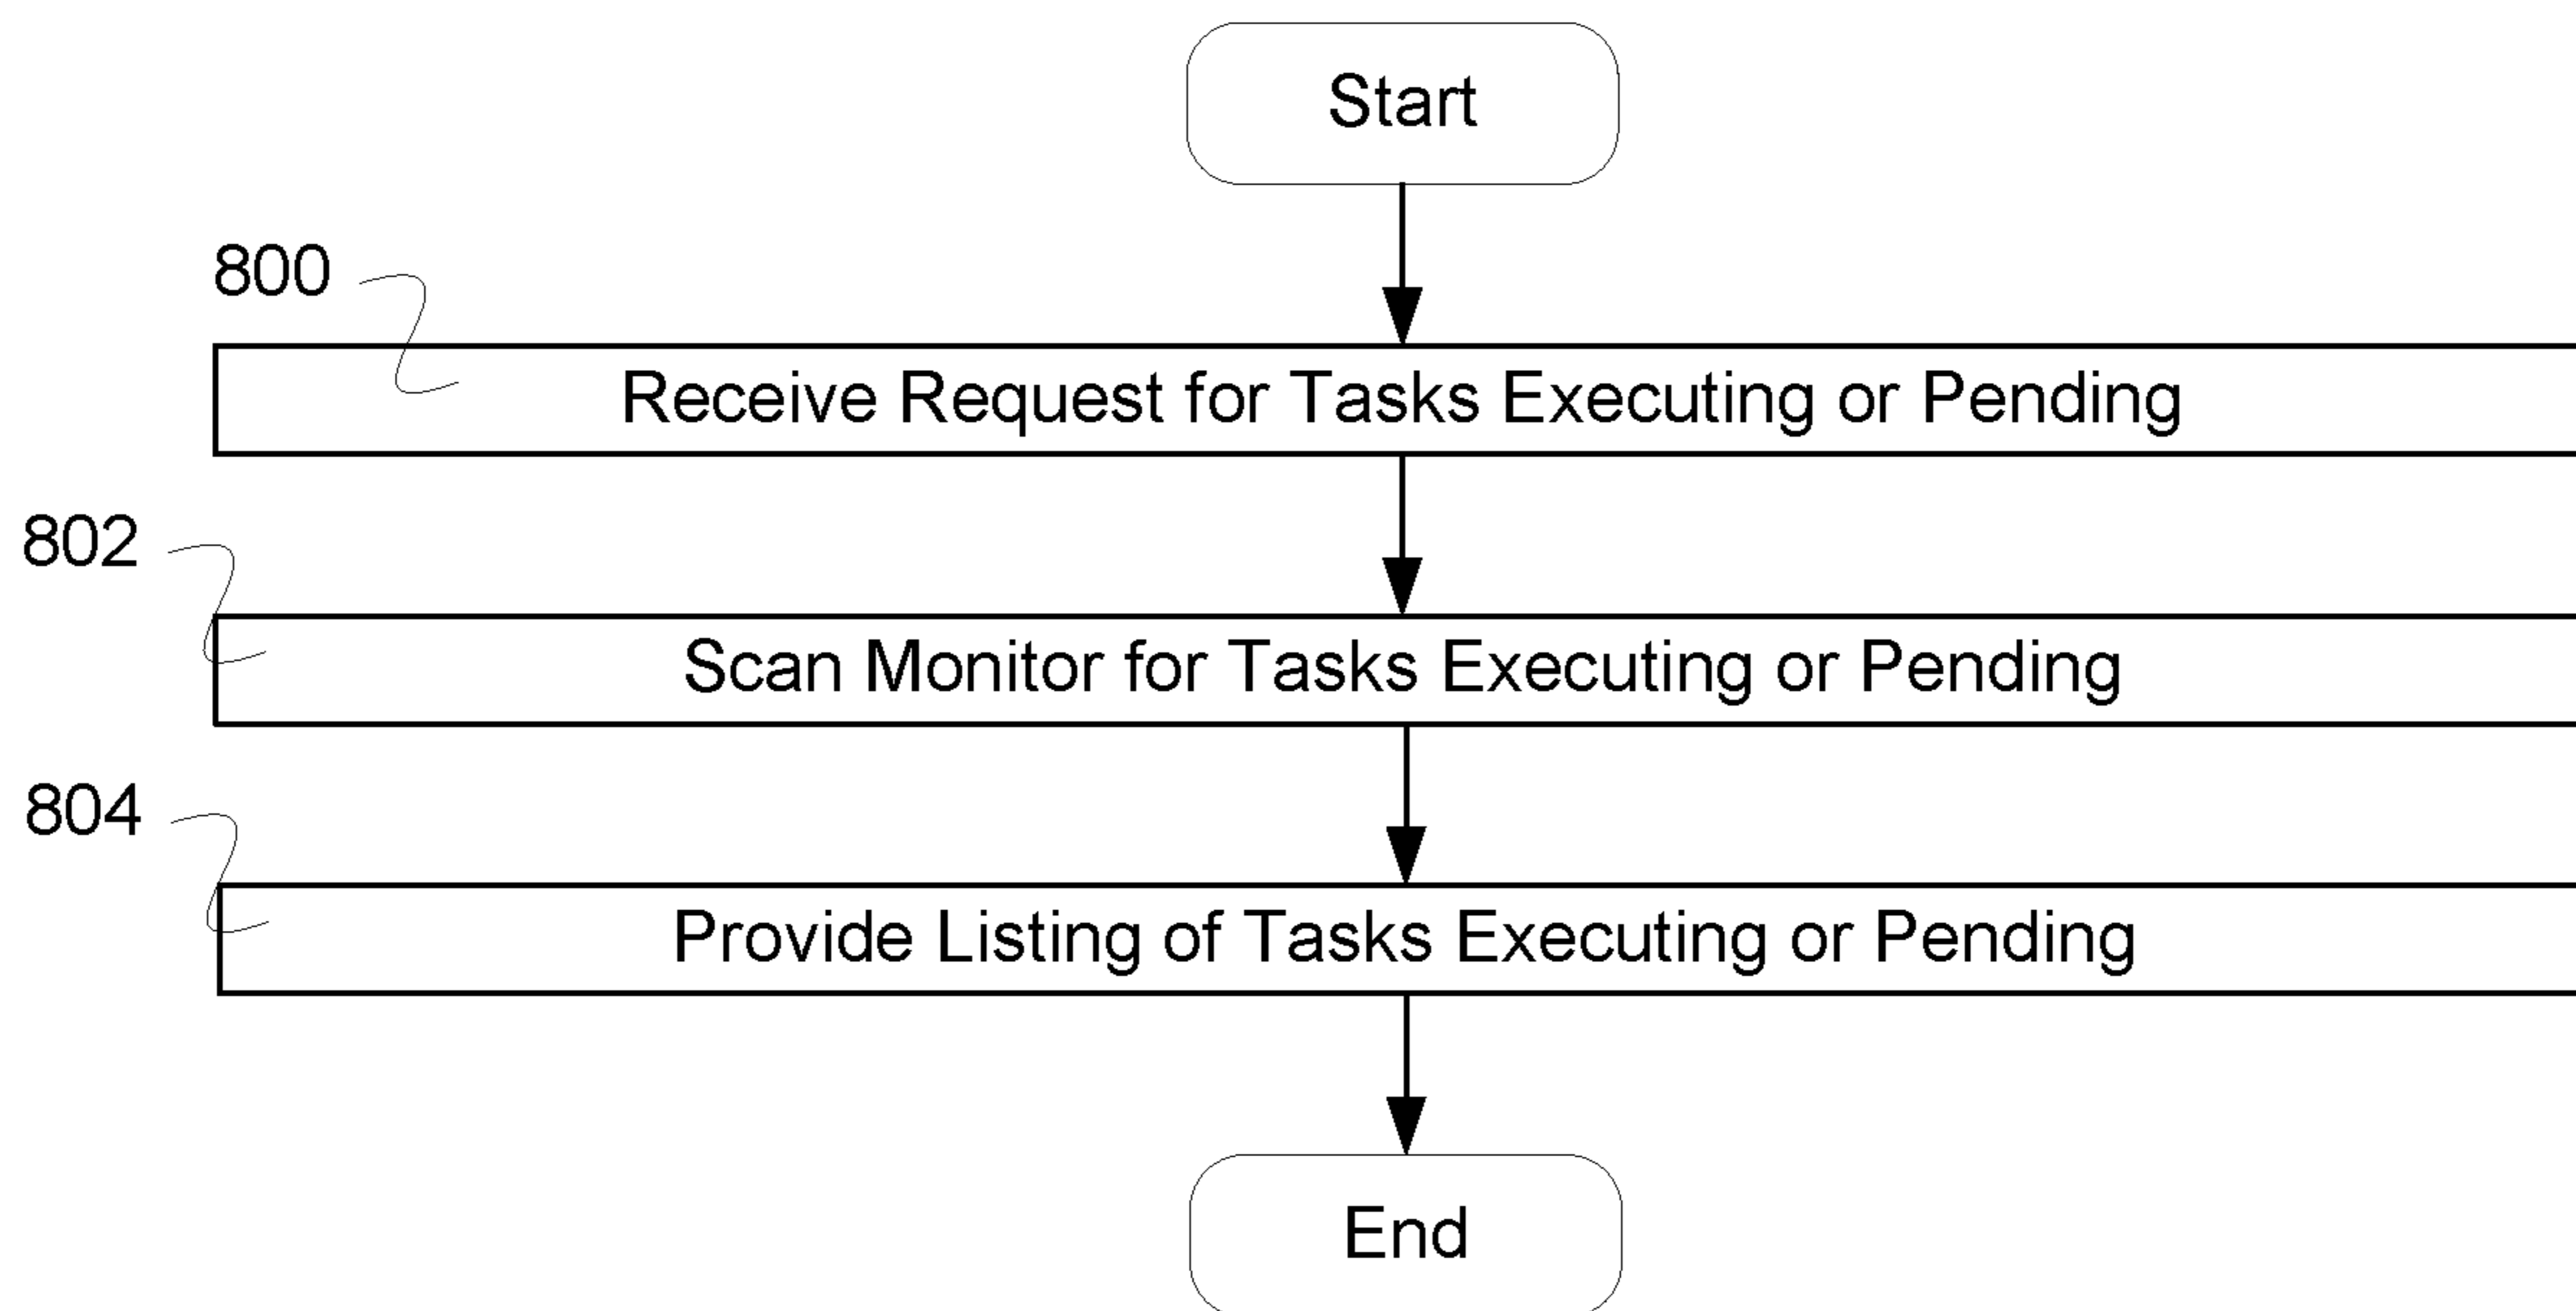 Start
800
Receive Request for Tasks Executing or Pending
802
Scan Monitor for Tasks Executing or Pending
804
Provide Listing of Tasks Executing or Pending
End